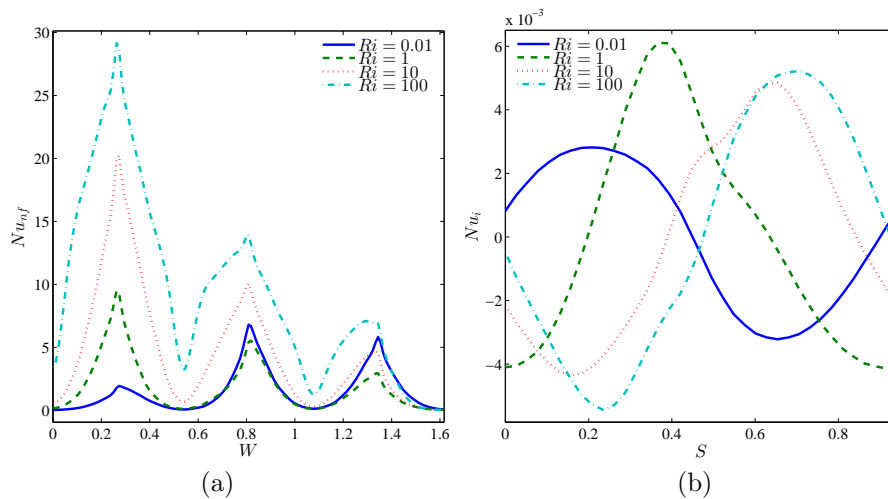 30
25
20
15
10
5
0
Nu_{nf}
0
0.2
0.4
0.6
0.8
1
1.2
1.4
1.6
W
Ri = 0.01
Ri = 1
Ri = 10
Ri = 100
(a)
x 10⁻³
6
4
2
0
−2
−4
Nu_i
0
0.2
0.4
0.6
0.8
S
Ri = 0.01
Ri = 1
Ri = 10
Ri = 100
(b)